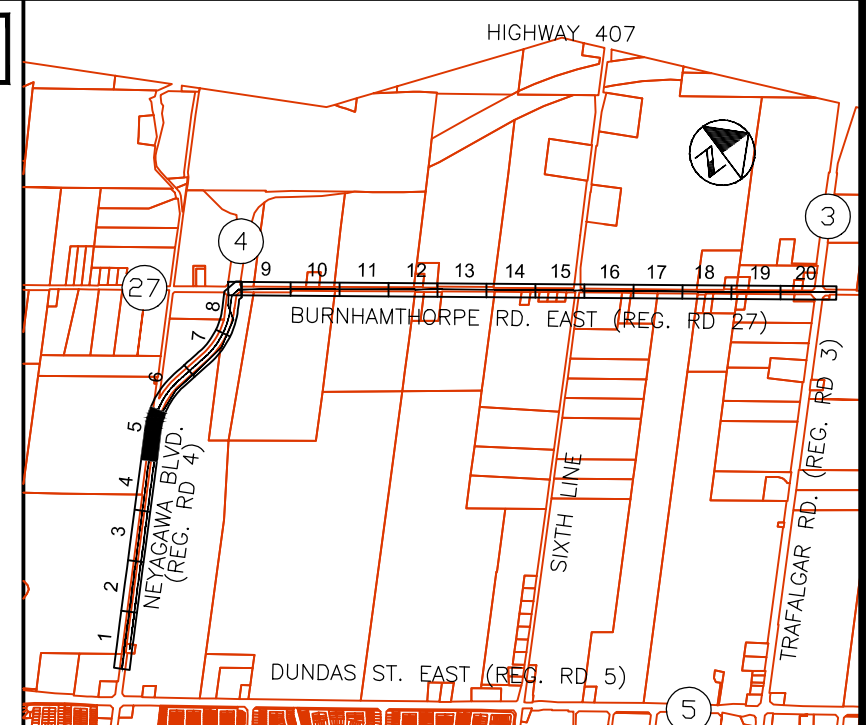 HIGHWAY 407
N
3
4
27
9 10 11 12 13 14 15 16 17 18 19 20
8
BURNHAMTHORPE RD. EAST (REG. RD 27)
7
6
5
4
3
2
1
NEYAGAWA BLVD.
(REG. RD 4)
SIXTH LINE
TRAFALGAR RD. (REG. RD 3)
DUNDAS ST. EAST (REG. RD 5)
5